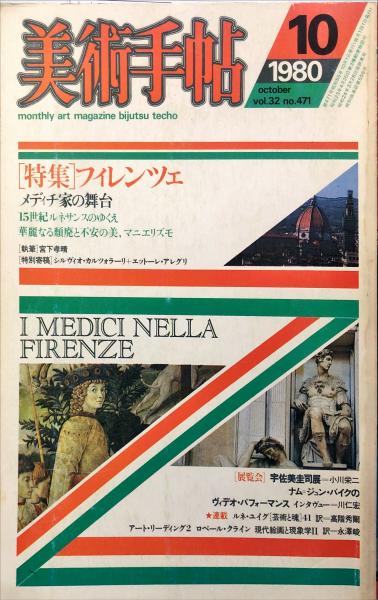 美術手帖
monthly art magazine bijutsu techo
10
1980
october
vol.32 no.471
[特集]フィレンツェ
メディチ家の舞台
15世紀ルネサンスのゆくえ
華麗なる頽廃と不安の美、マニエリズモ
[執筆]宮下孝晴
[特別寄稿]シルヴィオ・カルツォラーリ+エットーレ・アレグリ
I MEDICI NELLA
FIRENZE
[展覧会] 宇佐美圭司展=小川栄二
ナム=ジュン・パイクの
ヴィデオ・パフォーマンス インタヴュー=川仁宏
★連載 ルネ・ユイグ[芸術と魂]41 訳=高階秀爾
アート・リーディング2 ロベール・クライン 現代絵画と現象学II 訳=永澤峻